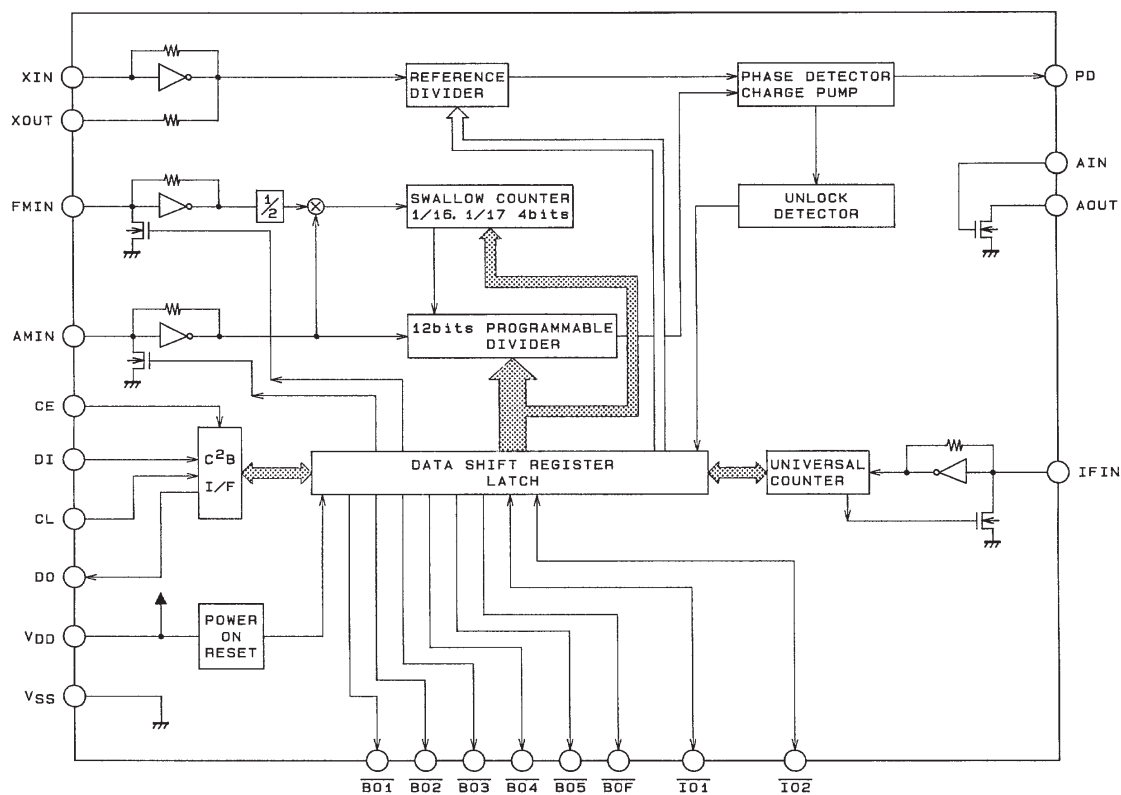 XIN
REFERENCE
DIVIDER
PHASE DETECTOR
CHARGE PUMP
PD
XOUT
AIN
FMIN
1/2
SWALLOW COUNTER
1/16, 1/17 4bits
UNLOCK
DETECTOR
AOUT
AMIN
12bits PROGRAMMABLE
DIVIDER
CE
DI
C²B
I/F
DATA SHIFT REGISTER
LATCH
UNIVERSAL
COUNTER
IFIN
CL
DO
VDD
POWER
ON
RESET
VSS
BO1 BO2 BO3 BO4 BO5 BOF IO1 IO2